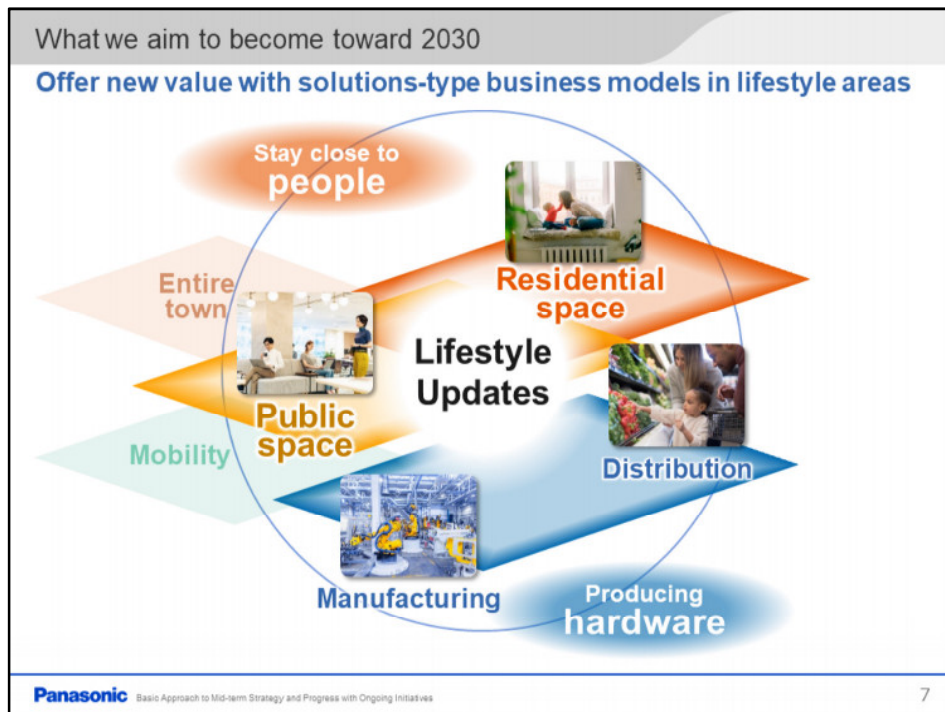 What we aim to become toward 2030
Offer new value with solutions-type business models in lifestyle areas
Stay close to
people
Entire
town
Residential
space
Lifestyle
Updates
Public
space
Mobility
Distribution
Manufacturing
Producing
hardware
Panasonic Basic Approach to Mid-term Strategy and Progress with Ongoing Initiatives
7